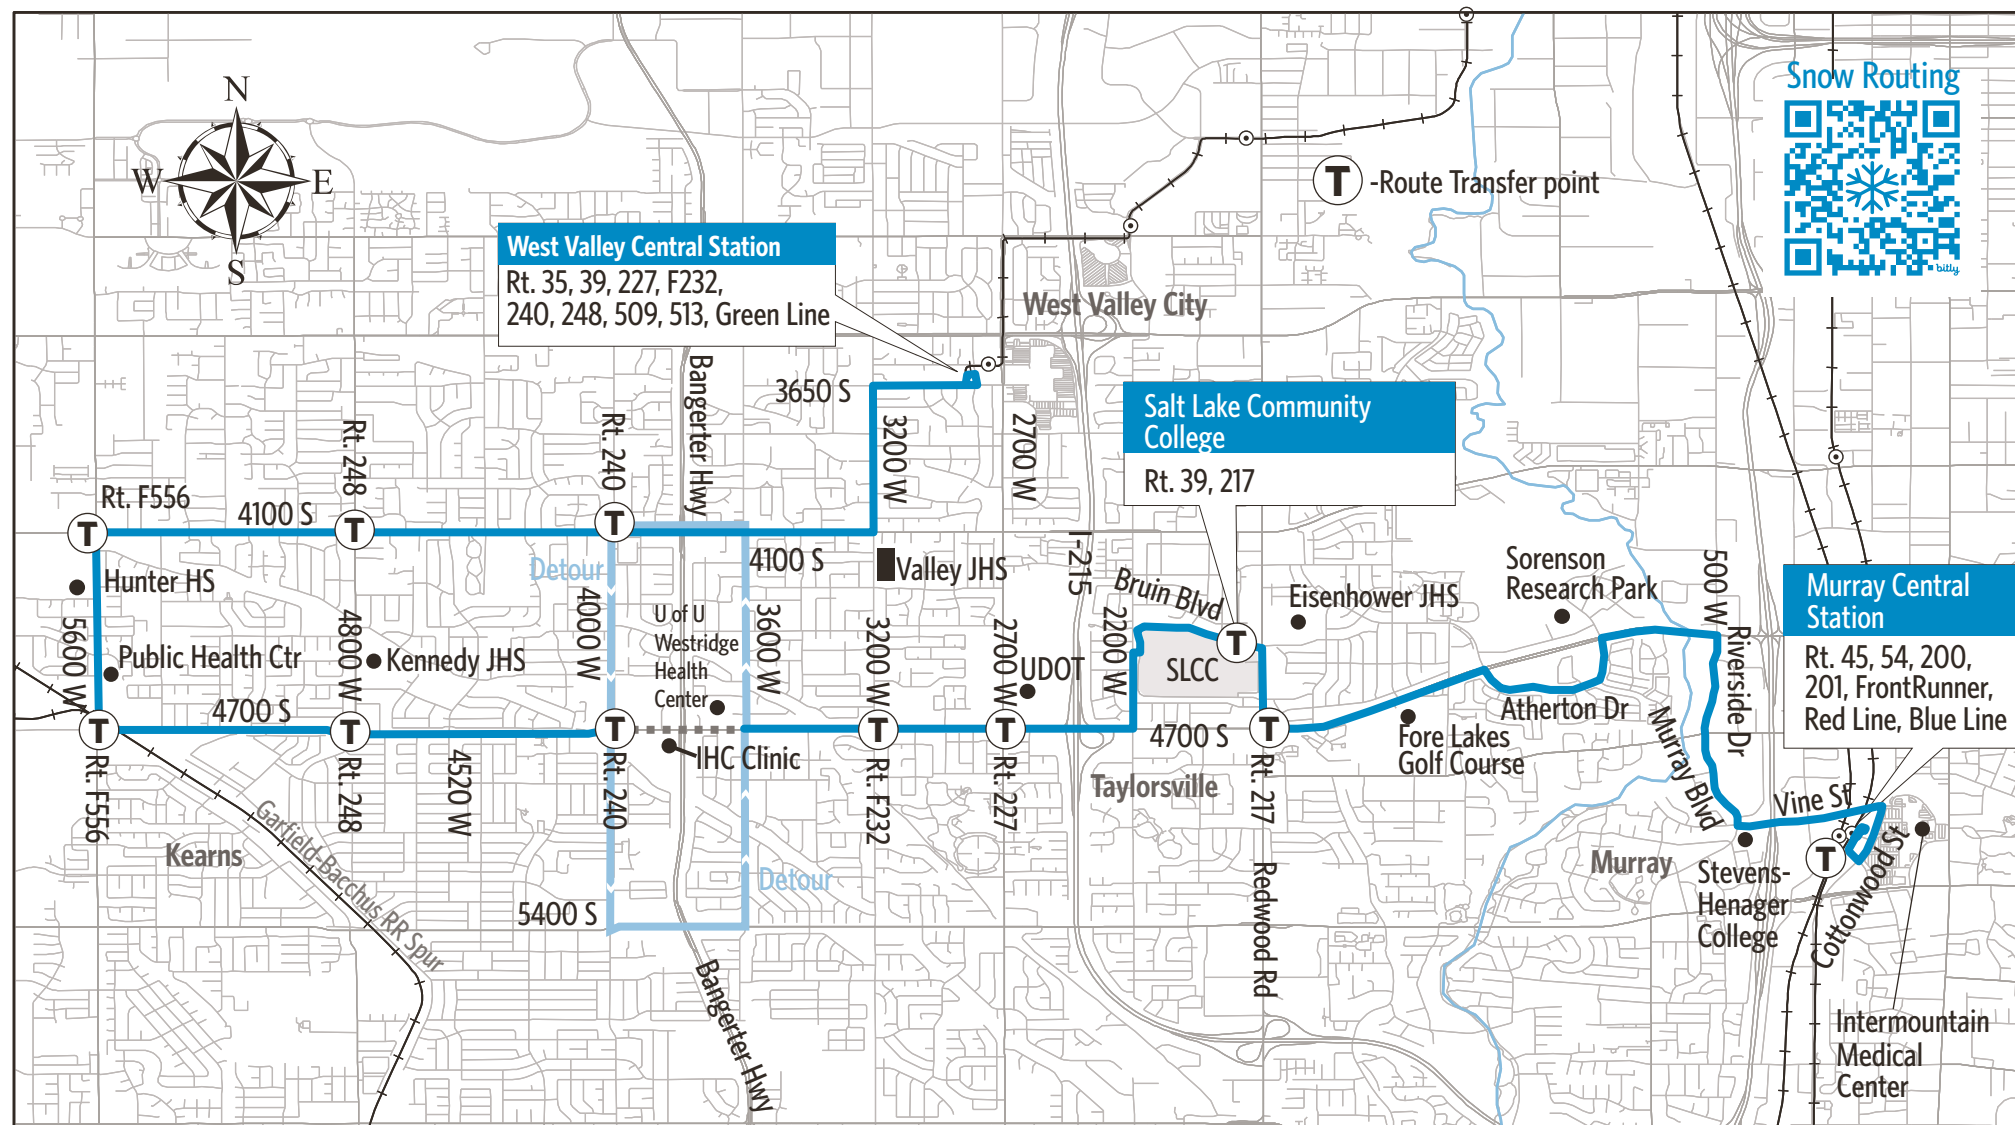 Snow Routing
bitly
N
W
E
S
T
-Route Transfer point
West Valley Central Station
Rt. 35, 39, 227, F232,
240, 248, 509, 513, Green Line
West Valley City
Bangerter Hwy
3650 S
3200 W
2700 W
Salt Lake Community
College
Rt. 39, 217
Rt. F556
4100 S
Rt. 248
Rt. 240
T
T
T
Detour
4100 S
Valley JHS
I-215
Bruin Blvd
Eisenhower JHS
Sorenson
Research Park
500 W
Murray Central
Station
Rt. 45, 54, 200,
201, FrontRunner,
Red Line, Blue Line
Hunter HS
5600 W
Public Health Ctr
4800 W
Kennedy JHS
4000 W
U of U
Westridge
Health
Center
3600 W
3200 W
2700 W
UDOT
2200 W
SLCC
T
Riverside Dr
Atherton Dr
Murray Blvd
4700 S
T
T
T
T
T
4700 S
T
IHC Clinic
Fore Lakes
Golf Course
Rt. F556
Rt. 248
4520 W
Rt. 240
Rt. F232
Rt. 227
Taylorsville
Rt. 217
Vine St
Kearns
Garfield-Bacchus RR Spur
Detour
5400 S
Redwood Rd
Murray
Stevens-
Henager
College
T
Cottonwood St
Bangerter Hwy
Intermountain
Medical
Center